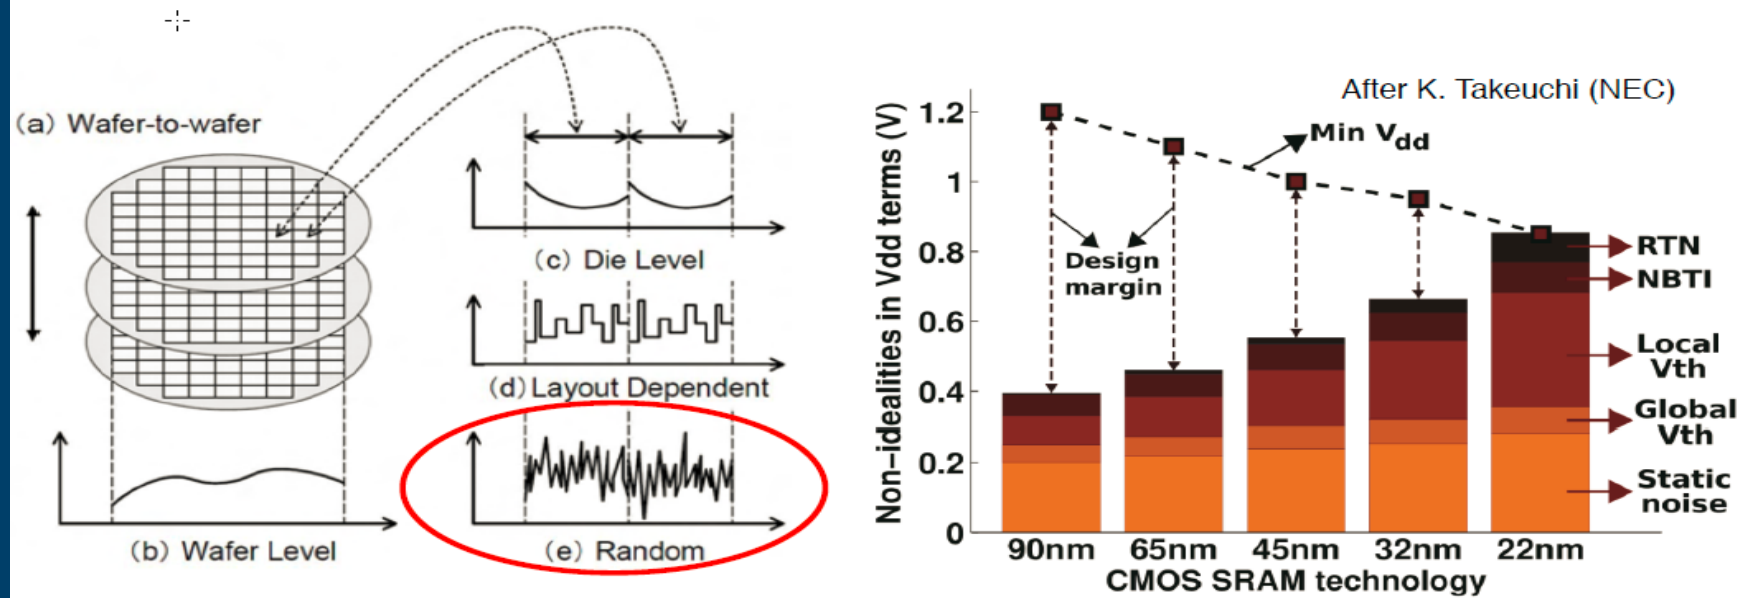 (a) Wafer-to-wafer
(b) Wafer Level
(c) Die Level
(d) Layout Dependent
(e) Random
After K. Takeuchi (NEC)
Non-idealities in Vdd terms (V)
1.2
1
0.8
0.6
0.4
0.2
0
Min Vdd
Design
margin
RTN
NBTI
Local
Vth
Global
Vth
Static
noise
90nm 65nm 45nm 32nm 22nm
CMOS SRAM technology